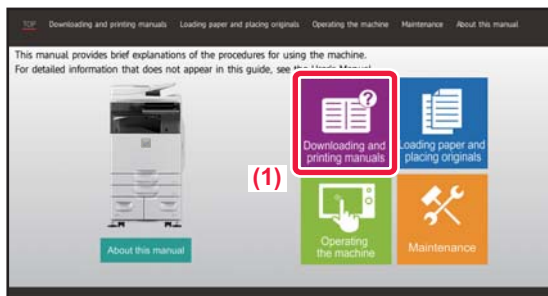 TOP Downloading and printing manuals Loading paper and placing originals Operating the machine Maintenance About this manual
This manual provides brief explanations of the procedures for using the machine.
For detailed information that does not appear in this guide, see the User's Manual.
Downloading and
printing manuals
Loading paper and
placing originals
(1)
Operating
the machine
Maintenance
About this manual